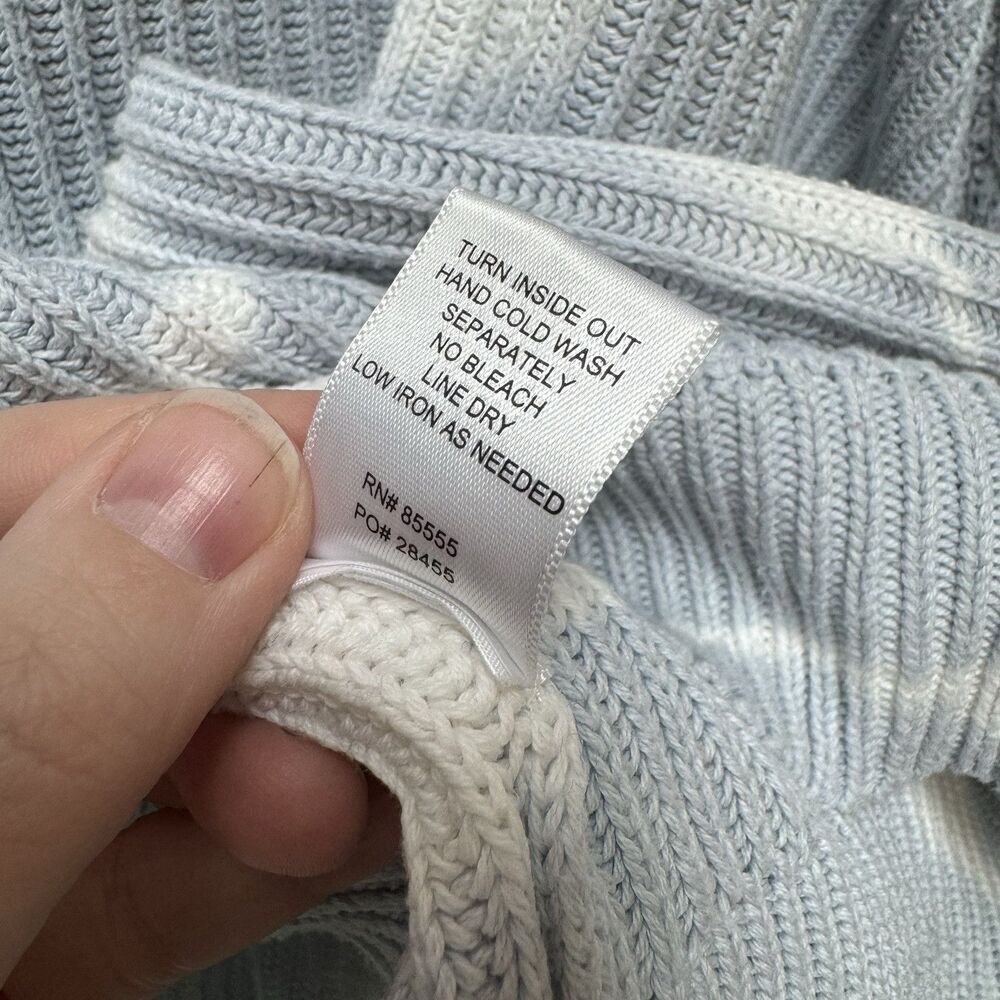 TURN INSIDE OUT
HAND COLD WASH
SEPARATELY
NO BLEACH
LINE DRY
LOW IRON AS NEEDED
RN# 85555
PO# 28455